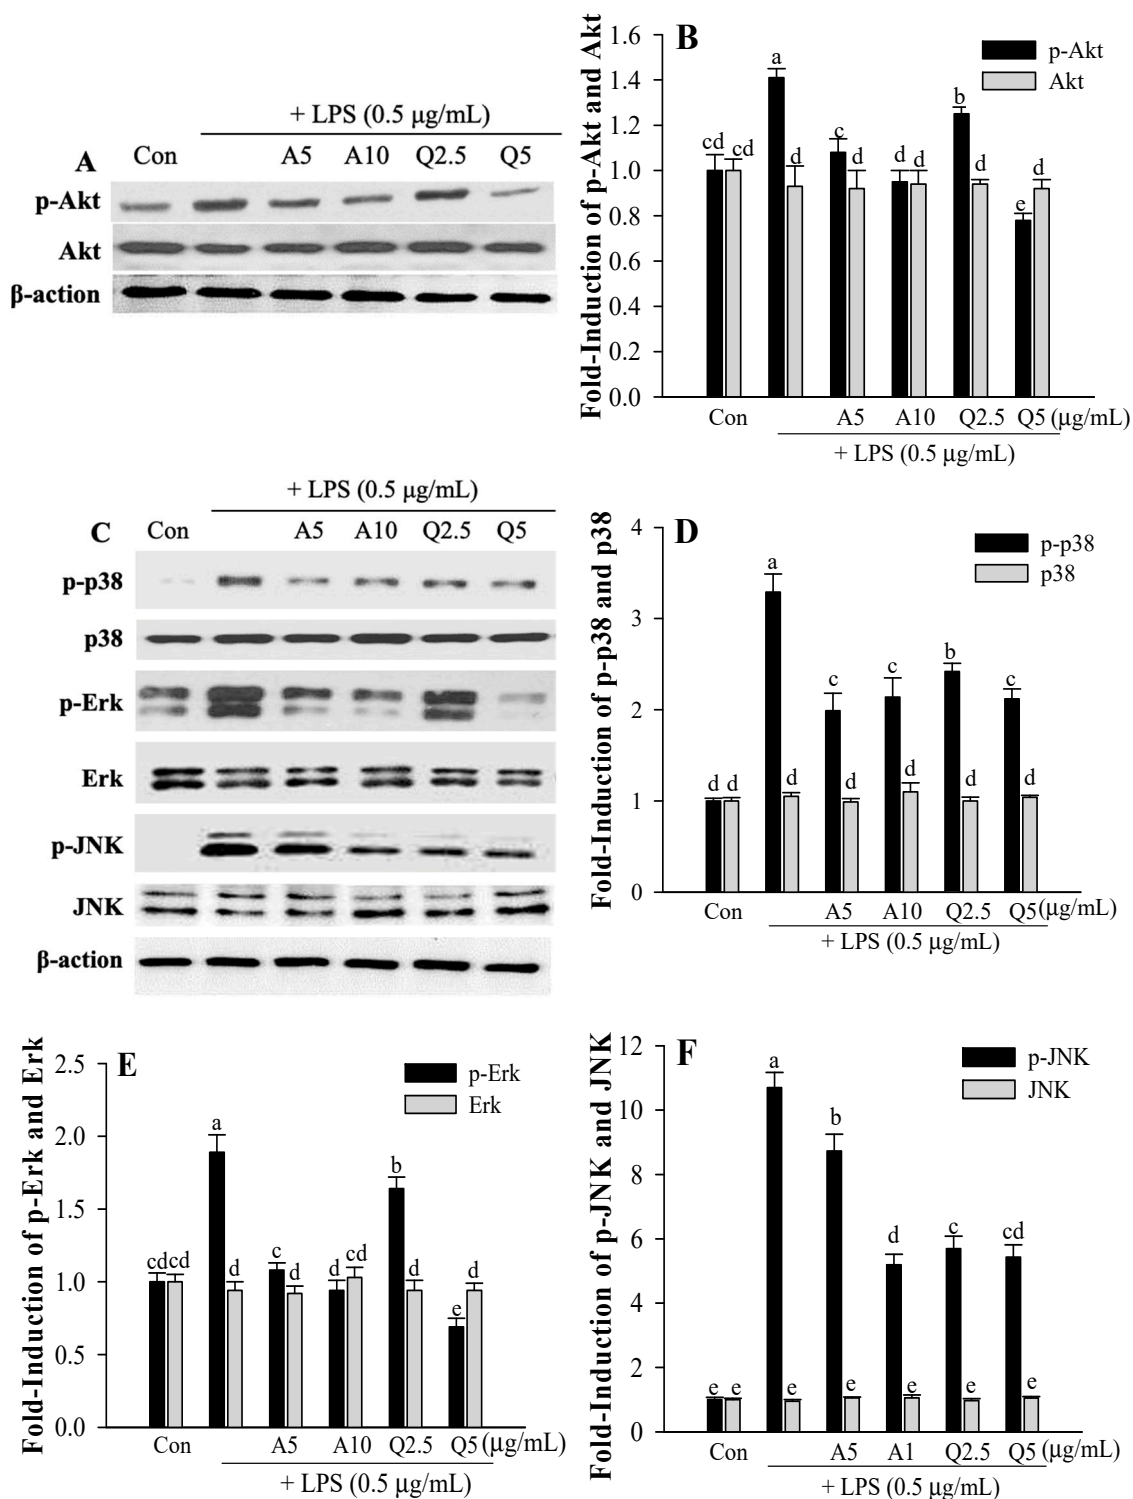 A
+ LPS (0.5 μg/mL)
Con A5 A10 Q2.5 Q5
p-Akt
Akt
β-action
B
Fold-Induction of p-Akt and Akt
p-Akt
Akt
1.6
1.4
1.2
1.0
0.8
0.6
0.4
0.2
0.0
cd cd a d c d d d b d e d
Con A5 A10 Q2.5 Q5 (μg/mL)
+ LPS (0.5 μg/mL)
C
+ LPS (0.5 μg/mL)
Con A5 A10 Q2.5 Q5
p-p38
p38
p-Erk
Erk
p-JNK
JNK
β-action
D
Fold-Induction of p-p38 and p38
p-p38
p38
4
3
2
1
0
d d a d c d c d b d c d
Con A5 A10 Q2.5 Q5 (μg/mL)
+ LPS (0.5 μg/mL)
E
Fold-Induction of p-Erk and Erk
p-Erk
Erk
2.5
2.0
1.5
1.0
0.5
0.0
cd cd a d c d d cd b d e d
Con A5 A10 Q2.5 Q5 (μg/mL)
+ LPS (0.5 μg/mL)
F
Fold-Induction of p-JNK and JNK
p-JNK
JNK
12
10
8
6
4
2
0
e e a e b e d e c e cd e
Con A5 A1 Q2.5 Q5 (μg/mL)
+ LPS (0.5 μg/mL)